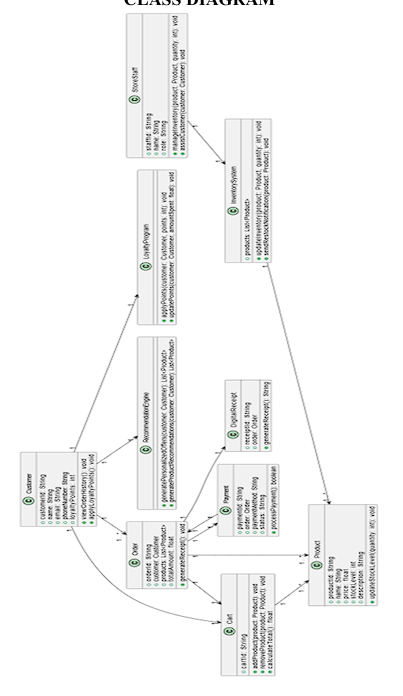 CLASS DIAGRAM
C Customer
customerId: String
name: String
email: String
phoneNumber: String
loyaltyPoints: int
viewOrderHistory(): void
applyLoyaltyPoints(): void
C Order
orderId: String
customer: Customer
products: List<Product>
totalAmount: float
generateReceipt(): void
C RecommendationEngine
generatePersonalizedOffers(customer: Customer): List<Product>
generateProductRecommendations(customer: Customer): List<Product>
C LoyaltyProgram
applyPoints(customer: Customer, points: int): void
updatePoints(customer: Customer, amountSpent: float): void
C StoreStaff
staffId: String
name: String
role: String
manageInventory(product: Product, quantity: int): void
assistCustomer(customer: Customer): void
C Cart
cartId: String
addProduct(product: Product): void
removeProduct(product: Product): void
calculateTotal(): float
C Payment
paymentId: String
order: Order
paymentMethod: String
status: String
processPayment(): boolean
C DigitalReceipt
receiptId: String
order: Order
generateReceipt(): String
C InventorySystem
products: List<Product>
updateInventory(product: Product, quantity: int): void
sendRestockNotification(product: Product): void
C Product
productId: String
name: String
price: float
stockLevel: int
description: String
updateStockLevel(quantity: int): void